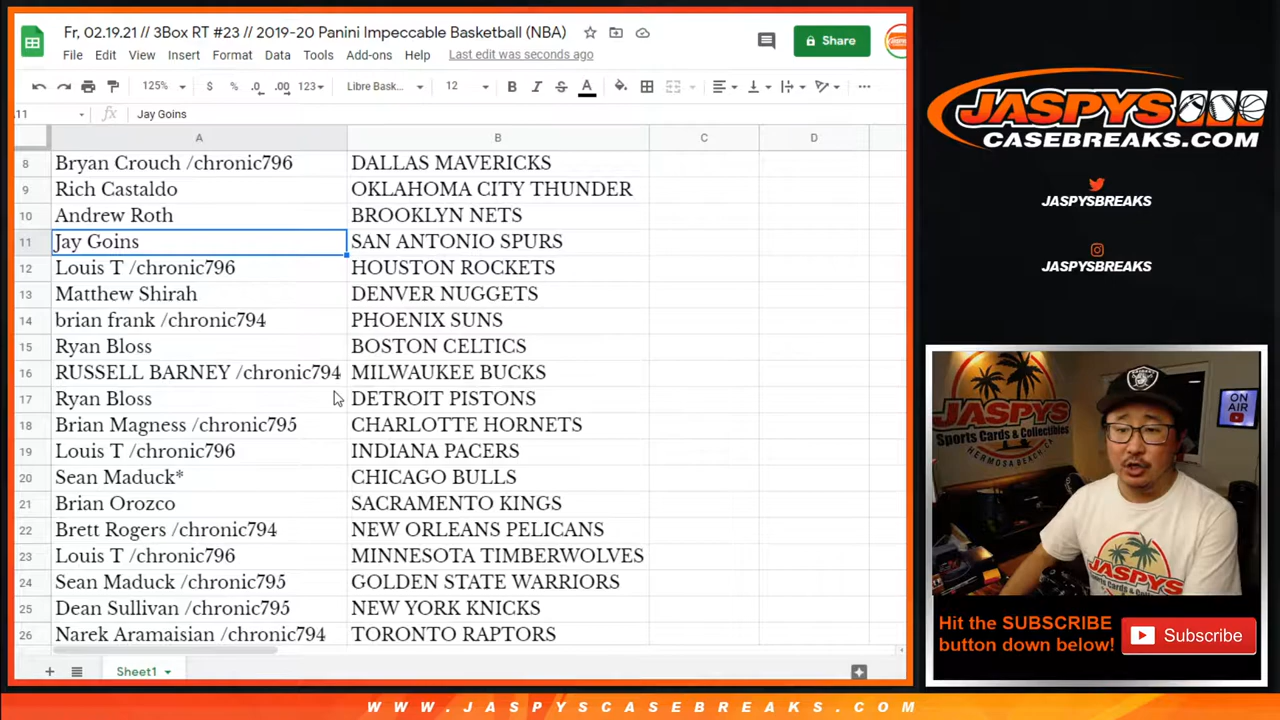 Fr, 02.19.21 // 3Box RT #23 // 2019-20 Panini Impeccable Basketball (NBA)
File Edit View Insert Format Data Tools Add-ons Help Last edit was seconds ago
Share
125% $ % .0 .00 123 Libre Bask... 12 B I S A
11 fx Jay Goins
A B C D
8 Bryan Crouch /chronic796 DALLAS MAVERICKS
9 Rich Castaldo OKLAHOMA CITY THUNDER
10 Andrew Roth BROOKLYN NETS
11 Jay Goins SAN ANTONIO SPURS
12 Louis T /chronic796 HOUSTON ROCKETS
13 Matthew Shirah DENVER NUGGETS
14 brian frank /chronic794 PHOENIX SUNS
15 Ryan Bloss BOSTON CELTICS
16 RUSSELL BARNEY /chronic794 MILWAUKEE BUCKS
17 Ryan Bloss DETROIT PISTONS
18 Brian Magness /chronic795 CHARLOTTE HORNETS
19 Louis T /chronic796 INDIANA PACERS
20 Sean Maduck* CHICAGO BULLS
21 Brian Orozco SACRAMENTO KINGS
22 Brett Rogers /chronic794 NEW ORLEANS PELICANS
23 Louis T /chronic796 MINNESOTA TIMBERWOLVES
24 Sean Maduck /chronic795 GOLDEN STATE WARRIORS
25 Dean Sullivan /chronic795 NEW YORK KNICKS
26 Narek Aramaisian /chronic794 TORONTO RAPTORS
Sheet1
JASPYS
CASEBREAKS.COM
JASPYSBREAKS
JASPYSBREAKS
JASPYS
Sports Cards & Collectibles
HERMOSA BEACH, CA
ON
AIR
JASPYS
Hit the SUBSCRIBE
button down below!
Subscribe
WWW.JASPYSCASEBREAKS.COM